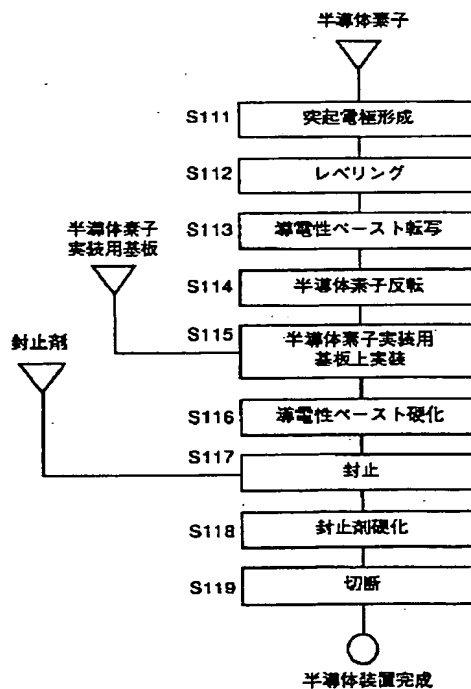 半導体素子
S111
突起電極形成
S112
レベリング
半導体素子
実装用基板
S113
導電性ペースト転写
S114
半導体素子反転
封止剤
S115
半導体素子実装用
基板上実装
S116
導電性ペースト硬化
S117
封止
S118
封止剤硬化
S119
切断
半導体装置完成